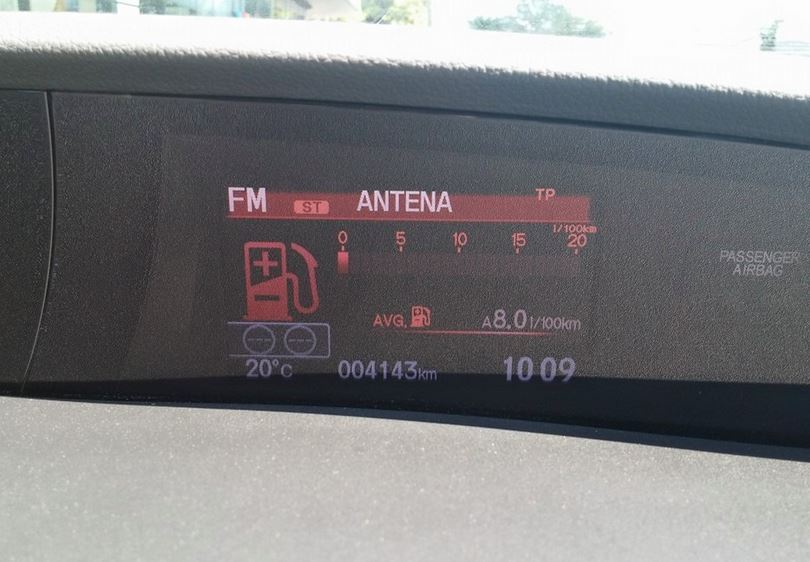 FM ST ANTENA TP
l/100km
0 5 10 15 20
PASSENGER
AIRBAG
AVG. A8.0 l/100km
20°C 004143km 10 09